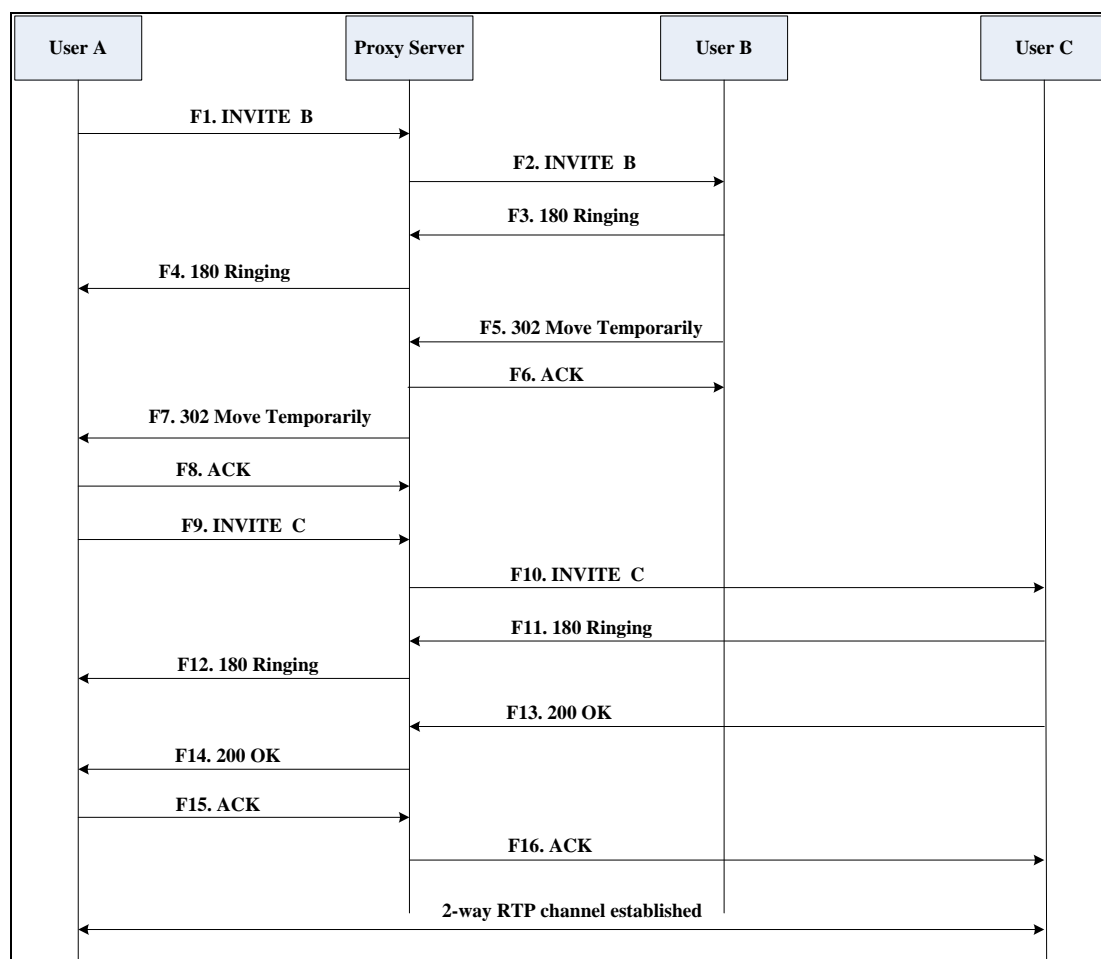 User A
Proxy Server
User B
User C
F1. INVITE B
F2. INVITE B
F3. 180 Ringing
F4. 180 Ringing
F5. 302 Move Temporarily
F6. ACK
F7. 302 Move Temporarily
F8. ACK
F9. INVITE C
F10. INVITE C
F11. 180 Ringing
F12. 180 Ringing
F13. 200 OK
F14. 200 OK
F15. ACK
F16. ACK
2-way RTP channel established